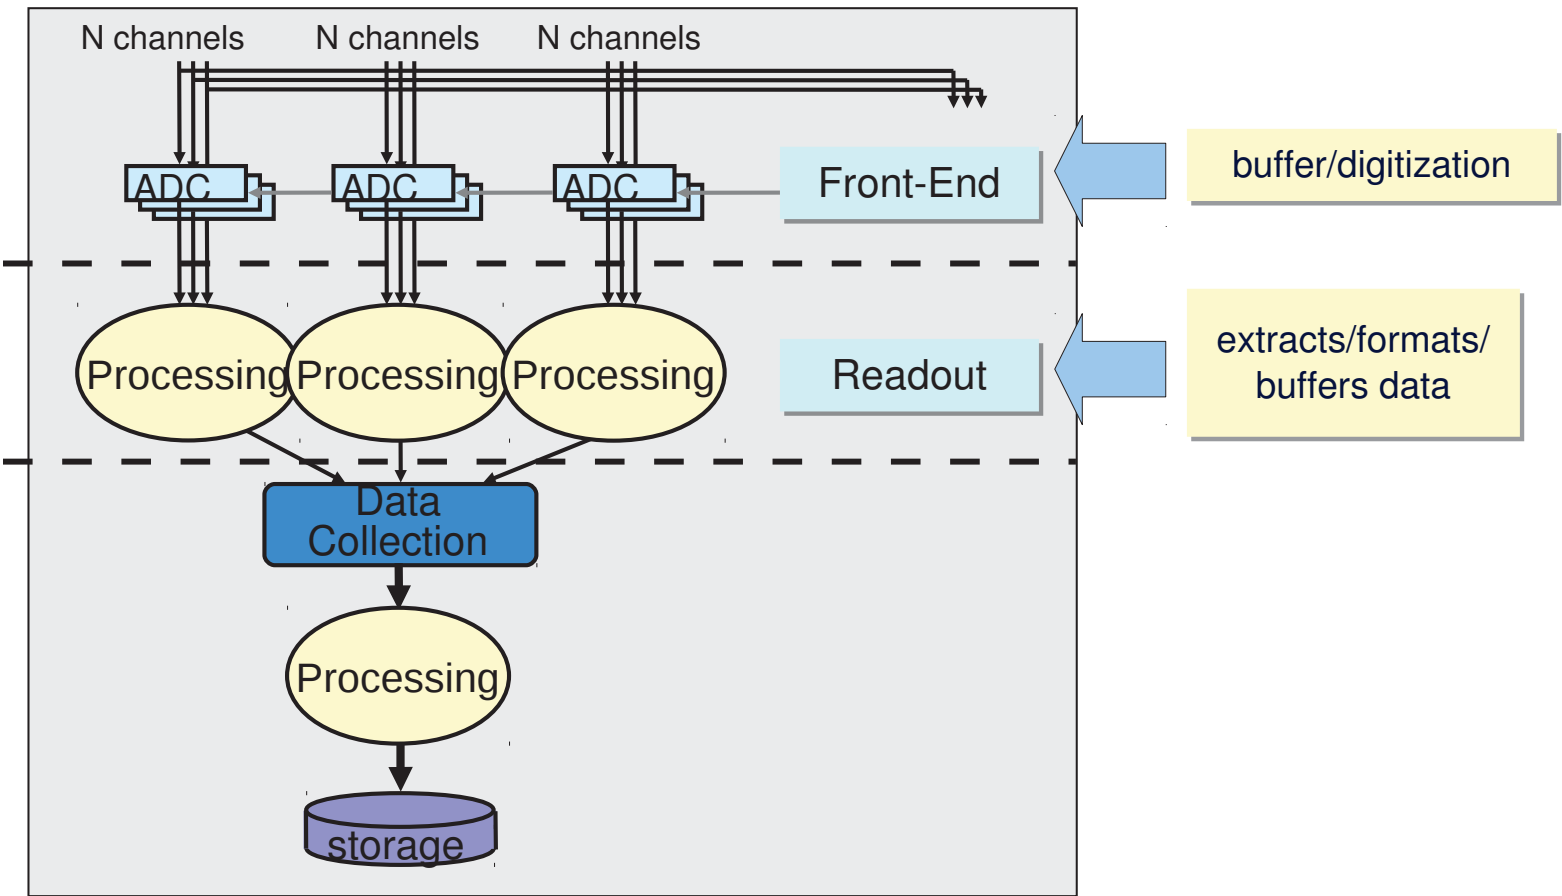 N channels
N channels
N channels
ADC
ADC
ADC
Front-End
buffer/digitization
Processing
Processing
Processing
Readout
extracts/formats/
buffers data
Data
Collection
Processing
storage